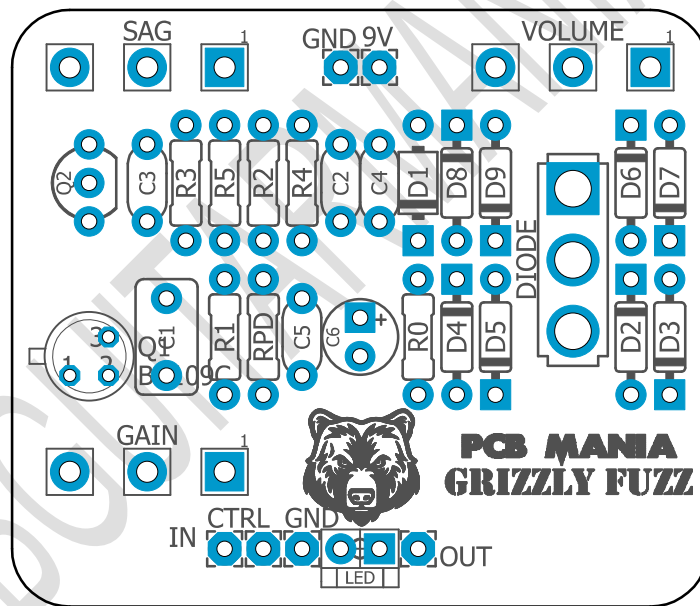 SAG 1
GND 9V
VOLUME 1
Q2
C3
R3
R5
R2
R4
C2
C4
D1
D8
D9
DIODE
D6
D7
3
1
2
C1
R1
RPD
C5
C6
+
R0
D4
D5
D2
D3
GAIN 1
PCB MANIA
GRIZZLY FUZZ
IN CTRL GND OUT
LED